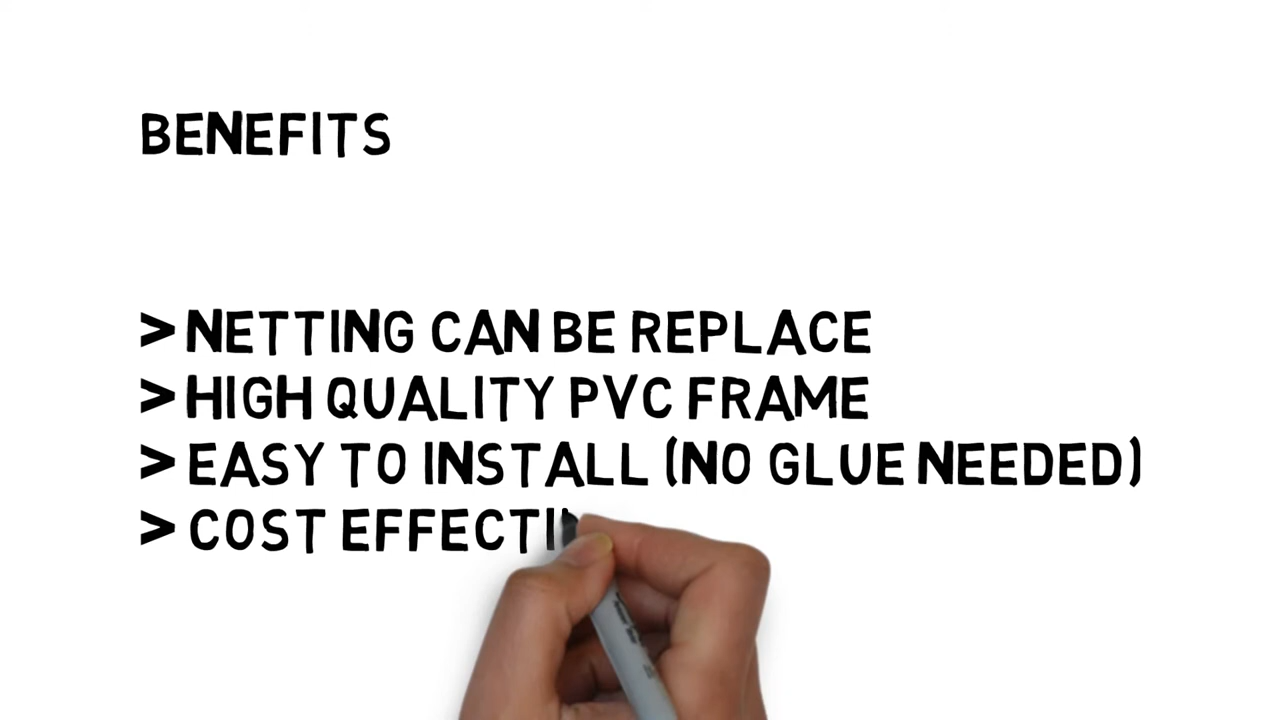 BENEFITS
> NETTING CAN BE REPLACE
> HIGH QUALITY PVC FRAME
> EASY TO INSTALL (NO GLUE NEEDED)
> COST EFFECTI